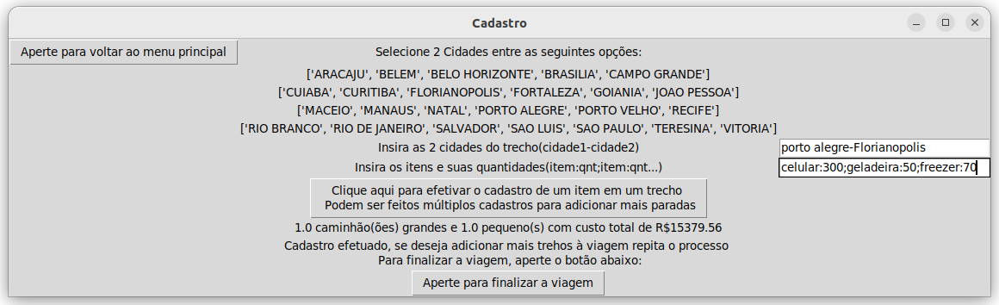 Cadastro
Aperte para voltar ao menu principal
Selecione 2 Cidades entre as seguintes opções:
['ARACAJU', 'BELEM', 'BELO HORIZONTE', 'BRASILIA', 'CAMPO GRANDE']
['CUIABA', 'CURITIBA', 'FLORIANOPOLIS', 'FORTALEZA', 'GOIANIA', 'JOAO PESSOA']
['MACEIO', 'MANAUS', 'NATAL', 'PORTO ALEGRE', 'PORTO VELHO', 'RECIFE']
['RIO BRANCO', 'RIO DE JANEIRO', 'SALVADOR', 'SAO LUIS', 'SAO PAULO', 'TERESINA', 'VITORIA']
Insira as 2 cidades do trecho(cidade1-cidade2)
porto alegre-Florianopolis
Insira os itens e suas quantidades(item:qnt;item:qnt...)
celular:300;geladeira:50;freezer:70
Clique aqui para efetivar o cadastro de um item em um trecho
Podem ser feitos múltiplos cadastros para adicionar mais paradas
1.0 caminhão(ões) grandes e 1.0 pequeno(s) com custo total de R$15379.56
Cadastro efetuado, se deseja adicionar mais trehos à viagem repita o processo
Para finalizar a viagem, aperte o botão abaixo:
Aperte para finalizar a viagem